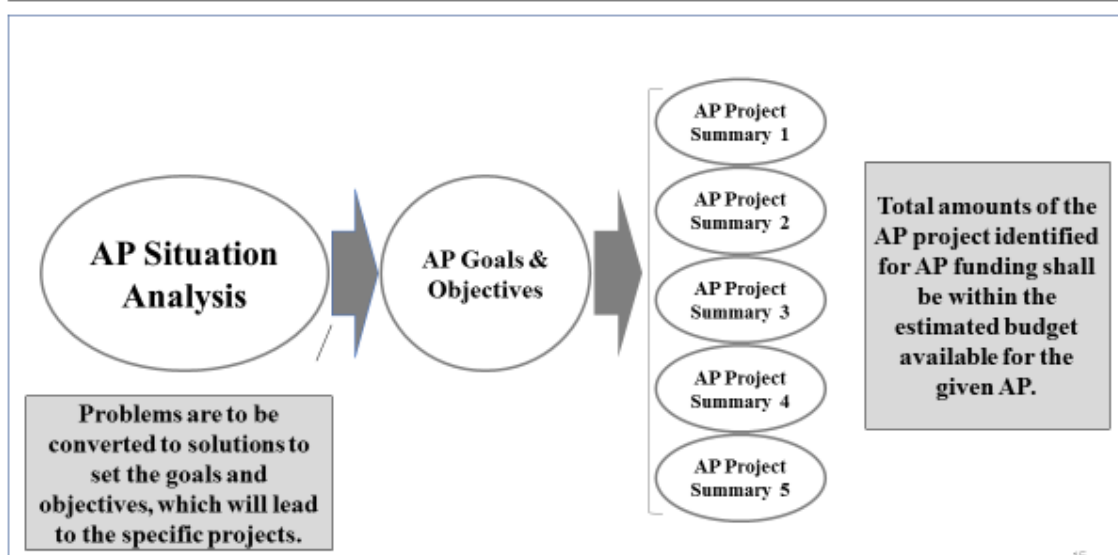 AP Situation
Analysis
AP Goals &
Objectives
AP Project
Summary 1
AP Project
Summary 2
AP Project
Summary 3
AP Project
Summary 4
AP Project
Summary 5
Total amounts of the
AP project identified
for AP funding shall
be within the
estimated budget
available for the
given AP.
Problems are to be
converted to solutions to
set the goals and
objectives, which will lead
to the specific projects.